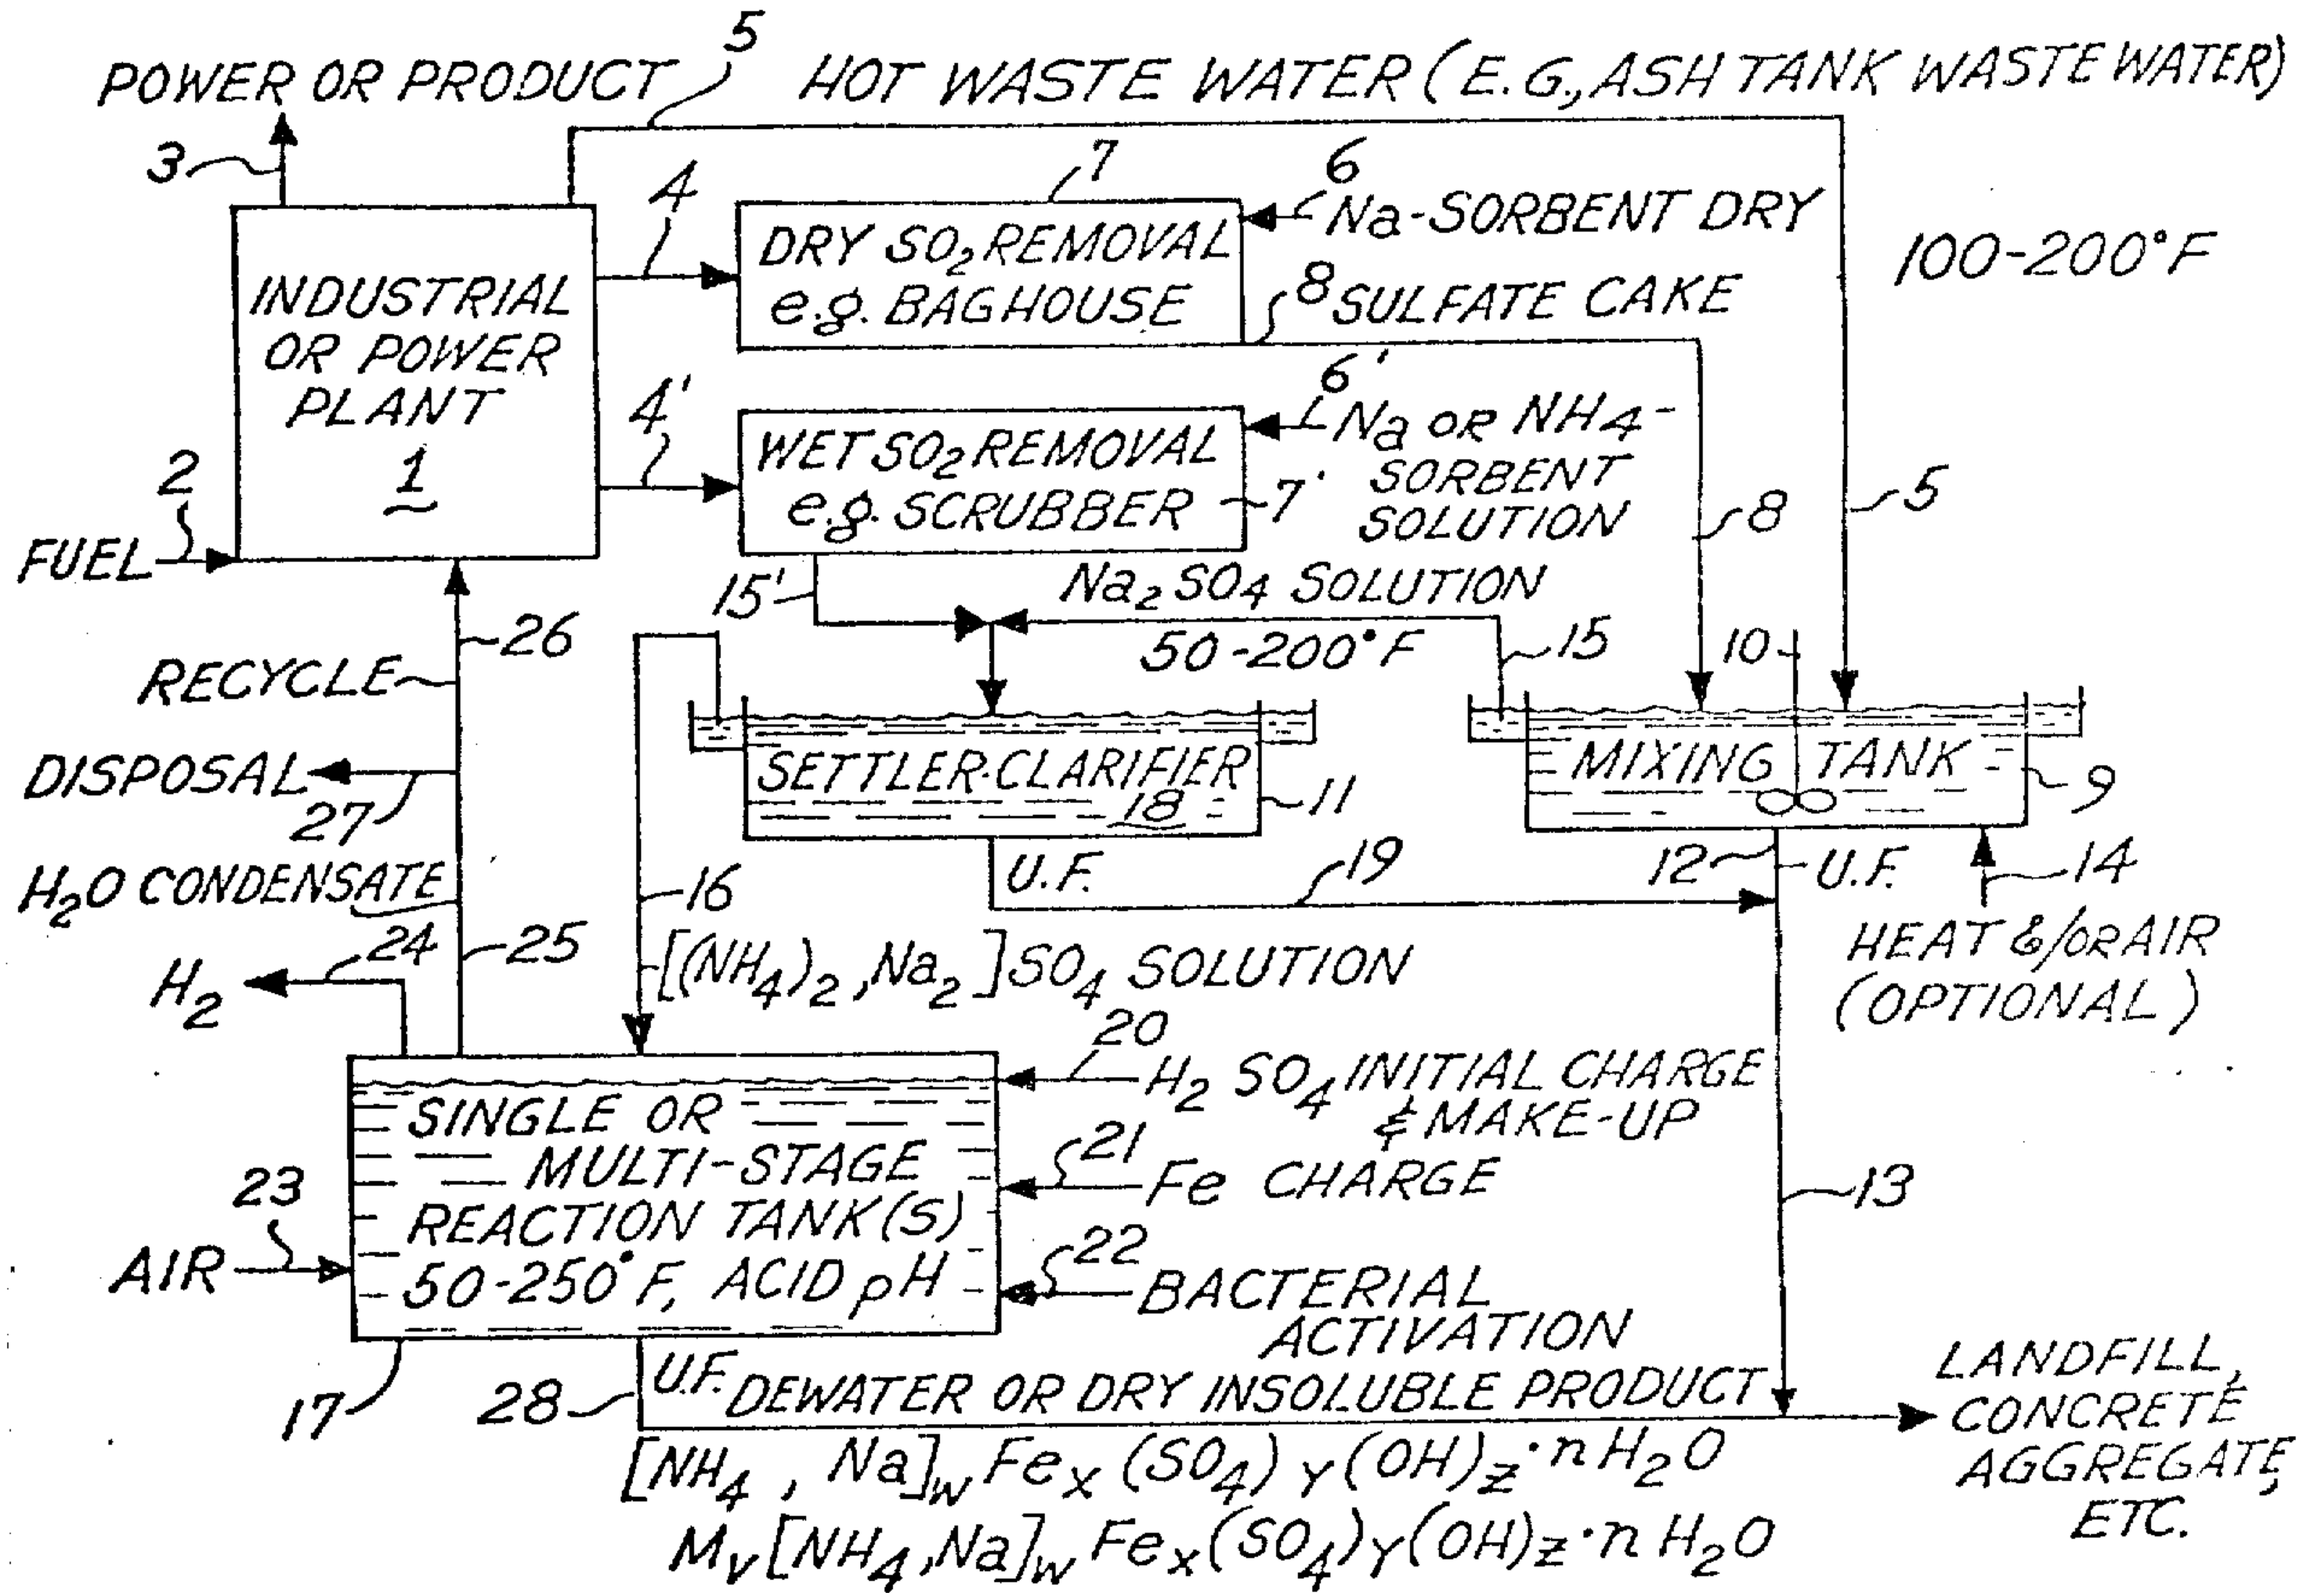 5
POWER OR PRODUCT
HOT WASTE WATER (E.G., ASH TANK WASTE WATER)
3
4
7
6
Na-SORBENT DRY
DRY SO2 REMOVAL
e.g. BAGHOUSE
100-200°F
8 SULFATE CAKE
INDUSTRIAL
OR POWER
PLANT
1
4'
6'
Na OR NH4-
SORBENT
SOLUTION
WET SO2 REMOVAL
e.g. SCRUBBER
7'
8
5
2
FUEL
15'
Na2SO4 SOLUTION
50-200°F
15
10
26
RECYCLE
SETTLER-CLARIFIER
18
11
MIXING TANK
9
DISPOSAL
27
H2O CONDENSATE
U.F.
19
12
U.F.
14
HEAT &/OR AIR
(OPTIONAL)
16
24
25
H2
[(NH4)2, Na2]SO4 SOLUTION
20
H2SO4 INITIAL CHARGE
& MAKE-UP
21
Fe CHARGE
22
BACTERIAL
ACTIVATION
SINGLE OR
MULTI-STAGE
REACTION TANK(S)
50-250°F, ACID pH
23
AIR
13
17
28
U.F.
DEWATER OR DRY INSOLUBLE PRODUCT
LANDFILL,
CONCRETE
AGGREGATE,
ETC.
[NH4, Na]w Fex (SO4)Y (OH)z·nH2O
Mv[NH4, Na]w Fex(SO4)Y(OH)z·nH2O